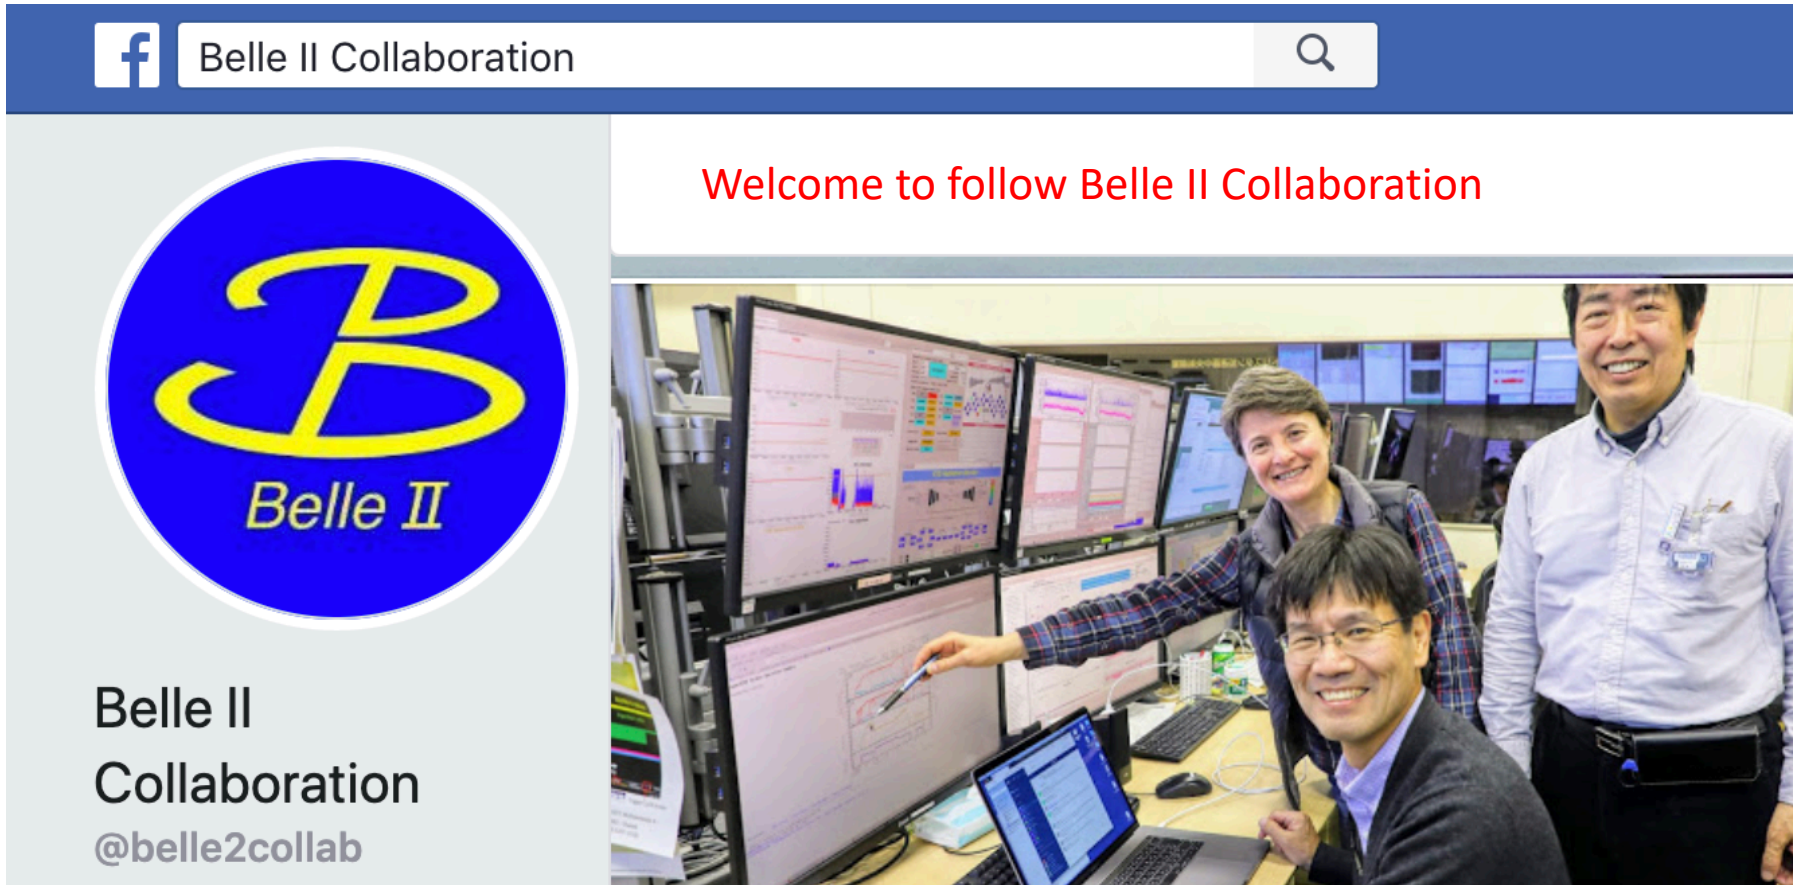 Belle II Collaboration
Welcome to follow Belle II Collaboration
Belle II
Belle II
Collaboration
@belle2collab